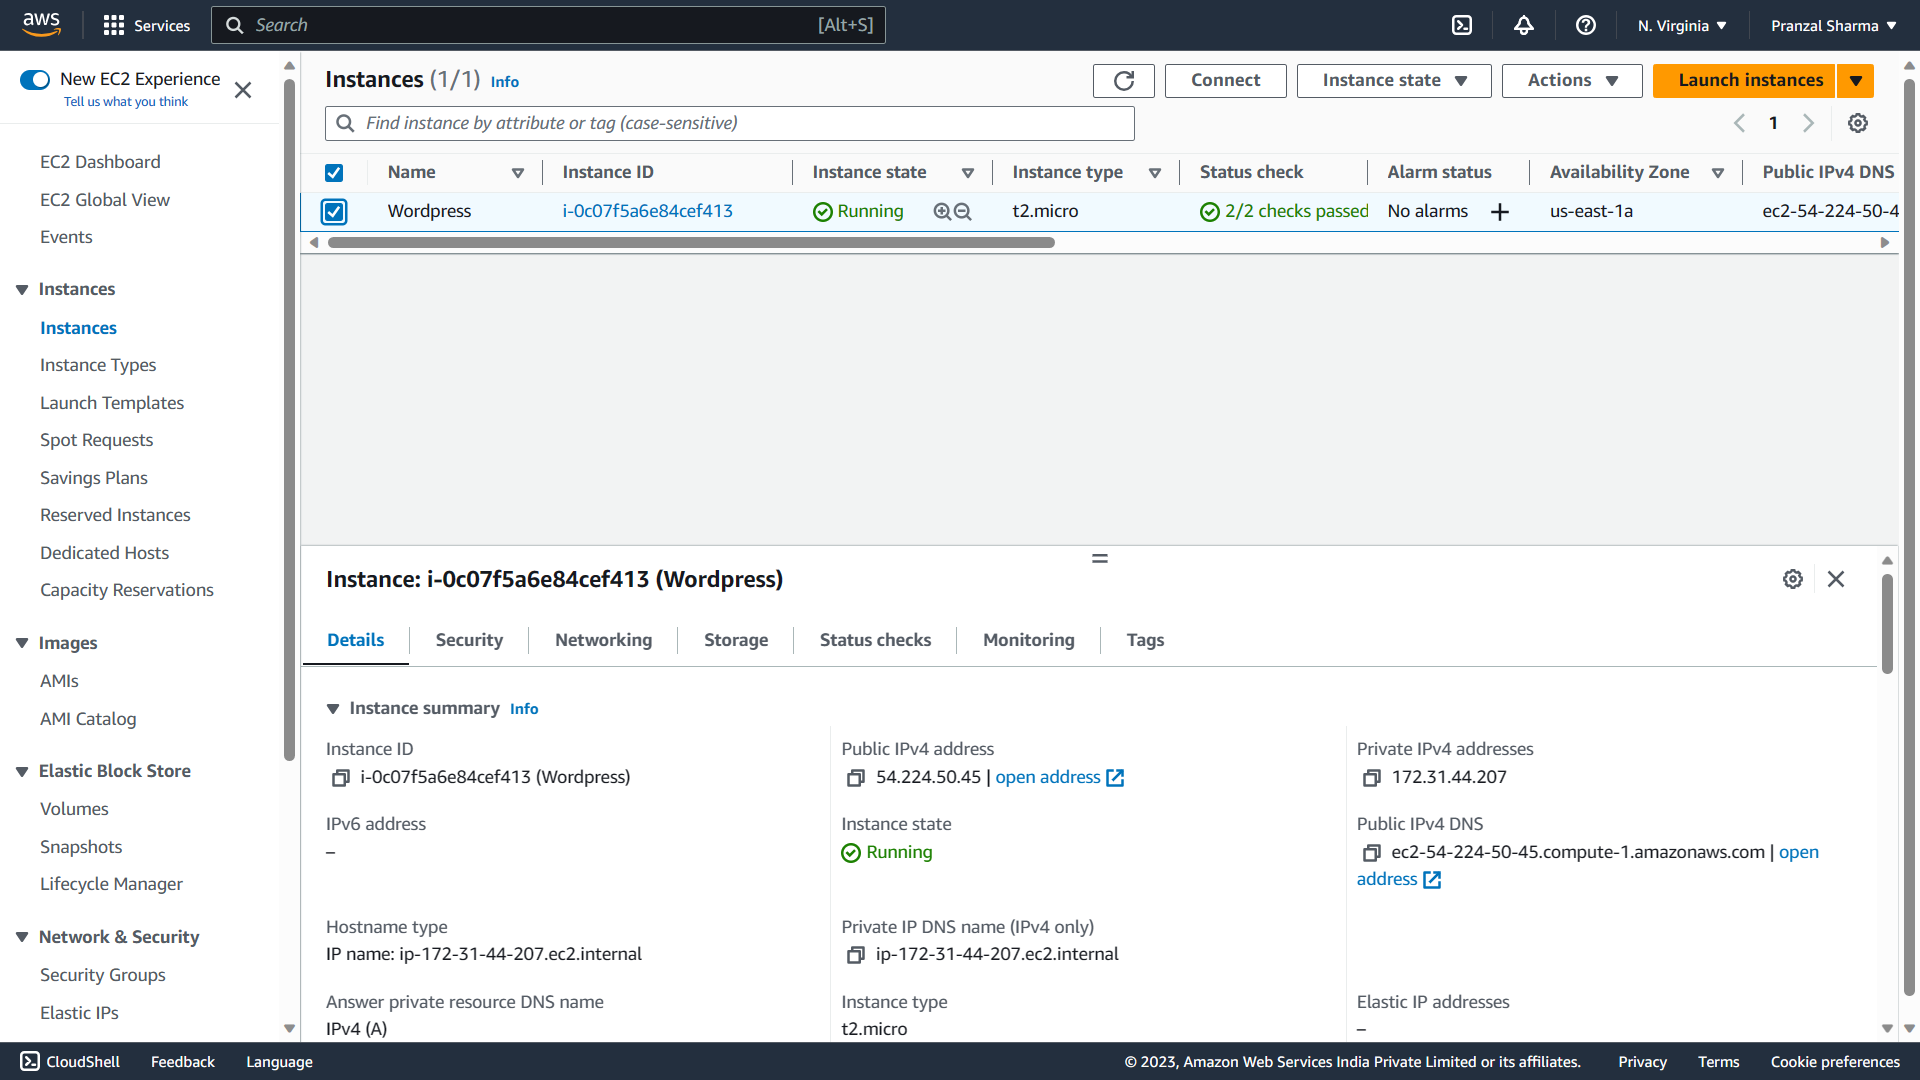 aws
Services
Search
[Alt+S]
N. Virginia
Pranzal Sharma
New EC2 Experience
Tell us what you think
EC2 Dashboard
EC2 Global View
Events
Instances
Instances
Instance Types
Launch Templates
Spot Requests
Savings Plans
Reserved Instances
Dedicated Hosts
Capacity Reservations
Images
AMIs
AMI Catalog
Elastic Block Store
Volumes
Snapshots
Lifecycle Manager
Network & Security
Security Groups
Elastic IPs
Instances (1/1) Info
Connect
Instance state
Actions
Launch instances
Find instance by attribute or tag (case-sensitive)
1
Name
Instance ID
Instance state
Instance type
Status check
Alarm status
Availability Zone
Public IPv4 DNS
Wordpress
i-0c07f5a6e84cef413
Running
t2.micro
2/2 checks passed
No alarms
us-east-1a
ec2-54-224-50-4
Instance: i-0c07f5a6e84cef413 (Wordpress)
Details
Security
Networking
Storage
Status checks
Monitoring
Tags
Instance summary Info
Instance ID
i-0c07f5a6e84cef413 (Wordpress)
Public IPv4 address
54.224.50.45 | open address
Private IPv4 addresses
172.31.44.207
IPv6 address
–
Instance state
Running
Public IPv4 DNS
ec2-54-224-50-45.compute-1.amazonaws.com | open
address
Hostname type
IP name: ip-172-31-44-207.ec2.internal
Private IP DNS name (IPv4 only)
ip-172-31-44-207.ec2.internal
Answer private resource DNS name
IPv4 (A)
Instance type
t2.micro
Elastic IP addresses
–
CloudShell
Feedback
Language
© 2023, Amazon Web Services India Private Limited or its affiliates.
Privacy
Terms
Cookie preferences